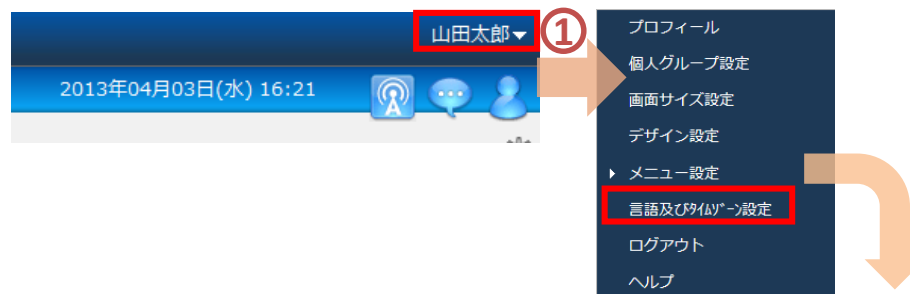 山田太郎▼
①
2013年04月03日(水) 16:21
プロフィール
個人グループ設定
画面サイズ設定
デザイン設定
メニュー設定
言語及びﾀｲﾑｿﾞｰﾝ設定
ログアウト
ヘルプ